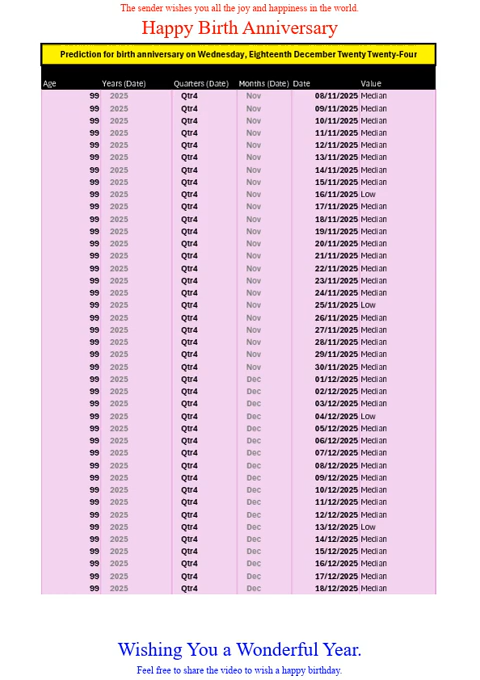 The sender wishes you all the joy and happiness in the world.
Happy Birth Anniversary
Prediction for birth anniversary on Wednesday, Eighteenth December Twenty Twenty-Four
Age Years (Date) Quarters (Date) Months (Date) Date Value
99 2025 Qtr4 Nov 08/11/2025 Median
99 2025 Qtr4 Nov 09/11/2025 Median
99 2025 Qtr4 Nov 10/11/2025 Median
99 2025 Qtr4 Nov 11/11/2025 Median
99 2025 Qtr4 Nov 12/11/2025 Median
99 2025 Qtr4 Nov 13/11/2025 Median
99 2025 Qtr4 Nov 14/11/2025 Median
99 2025 Qtr4 Nov 15/11/2025 Median
99 2025 Qtr4 Nov 16/11/2025 Low
99 2025 Qtr4 Nov 17/11/2025 Median
99 2025 Qtr4 Nov 18/11/2025 Median
99 2025 Qtr4 Nov 19/11/2025 Median
99 2025 Qtr4 Nov 20/11/2025 Median
99 2025 Qtr4 Nov 21/11/2025 Median
99 2025 Qtr4 Nov 22/11/2025 Median
99 2025 Qtr4 Nov 23/11/2025 Median
99 2025 Qtr4 Nov 24/11/2025 Median
99 2025 Qtr4 Nov 25/11/2025 Low
99 2025 Qtr4 Nov 26/11/2025 Median
99 2025 Qtr4 Nov 27/11/2025 Median
99 2025 Qtr4 Nov 28/11/2025 Median
99 2025 Qtr4 Nov 29/11/2025 Median
99 2025 Qtr4 Nov 30/11/2025 Median
99 2025 Qtr4 Dec 01/12/2025 Median
99 2025 Qtr4 Dec 02/12/2025 Median
99 2025 Qtr4 Dec 03/12/2025 Median
99 2025 Qtr4 Dec 04/12/2025 Low
99 2025 Qtr4 Dec 05/12/2025 Median
99 2025 Qtr4 Dec 06/12/2025 Median
99 2025 Qtr4 Dec 07/12/2025 Median
99 2025 Qtr4 Dec 08/12/2025 Median
99 2025 Qtr4 Dec 09/12/2025 Median
99 2025 Qtr4 Dec 10/12/2025 Median
99 2025 Qtr4 Dec 11/12/2025 Median
99 2025 Qtr4 Dec 12/12/2025 Median
99 2025 Qtr4 Dec 13/12/2025 Low
99 2025 Qtr4 Dec 14/12/2025 Median
99 2025 Qtr4 Dec 15/12/2025 Median
99 2025 Qtr4 Dec 16/12/2025 Median
99 2025 Qtr4 Dec 17/12/2025 Median
99 2025 Qtr4 Dec 18/12/2025 Median
Wishing You a Wonderful Year.
Feel free to share the video to wish a happy birthday.